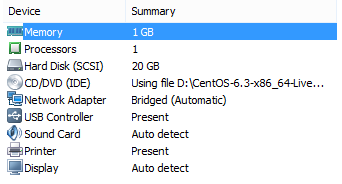 Device Summary
Memory 1 GB
Processors 1
Hard Disk (SCSI) 20 GB
CD/DVD (IDE) Using file D:\CentOS-6.3-x86_64-Live...
Network Adapter Bridged (Automatic)
USB Controller Present
Sound Card Auto detect
Printer Present
Display Auto detect